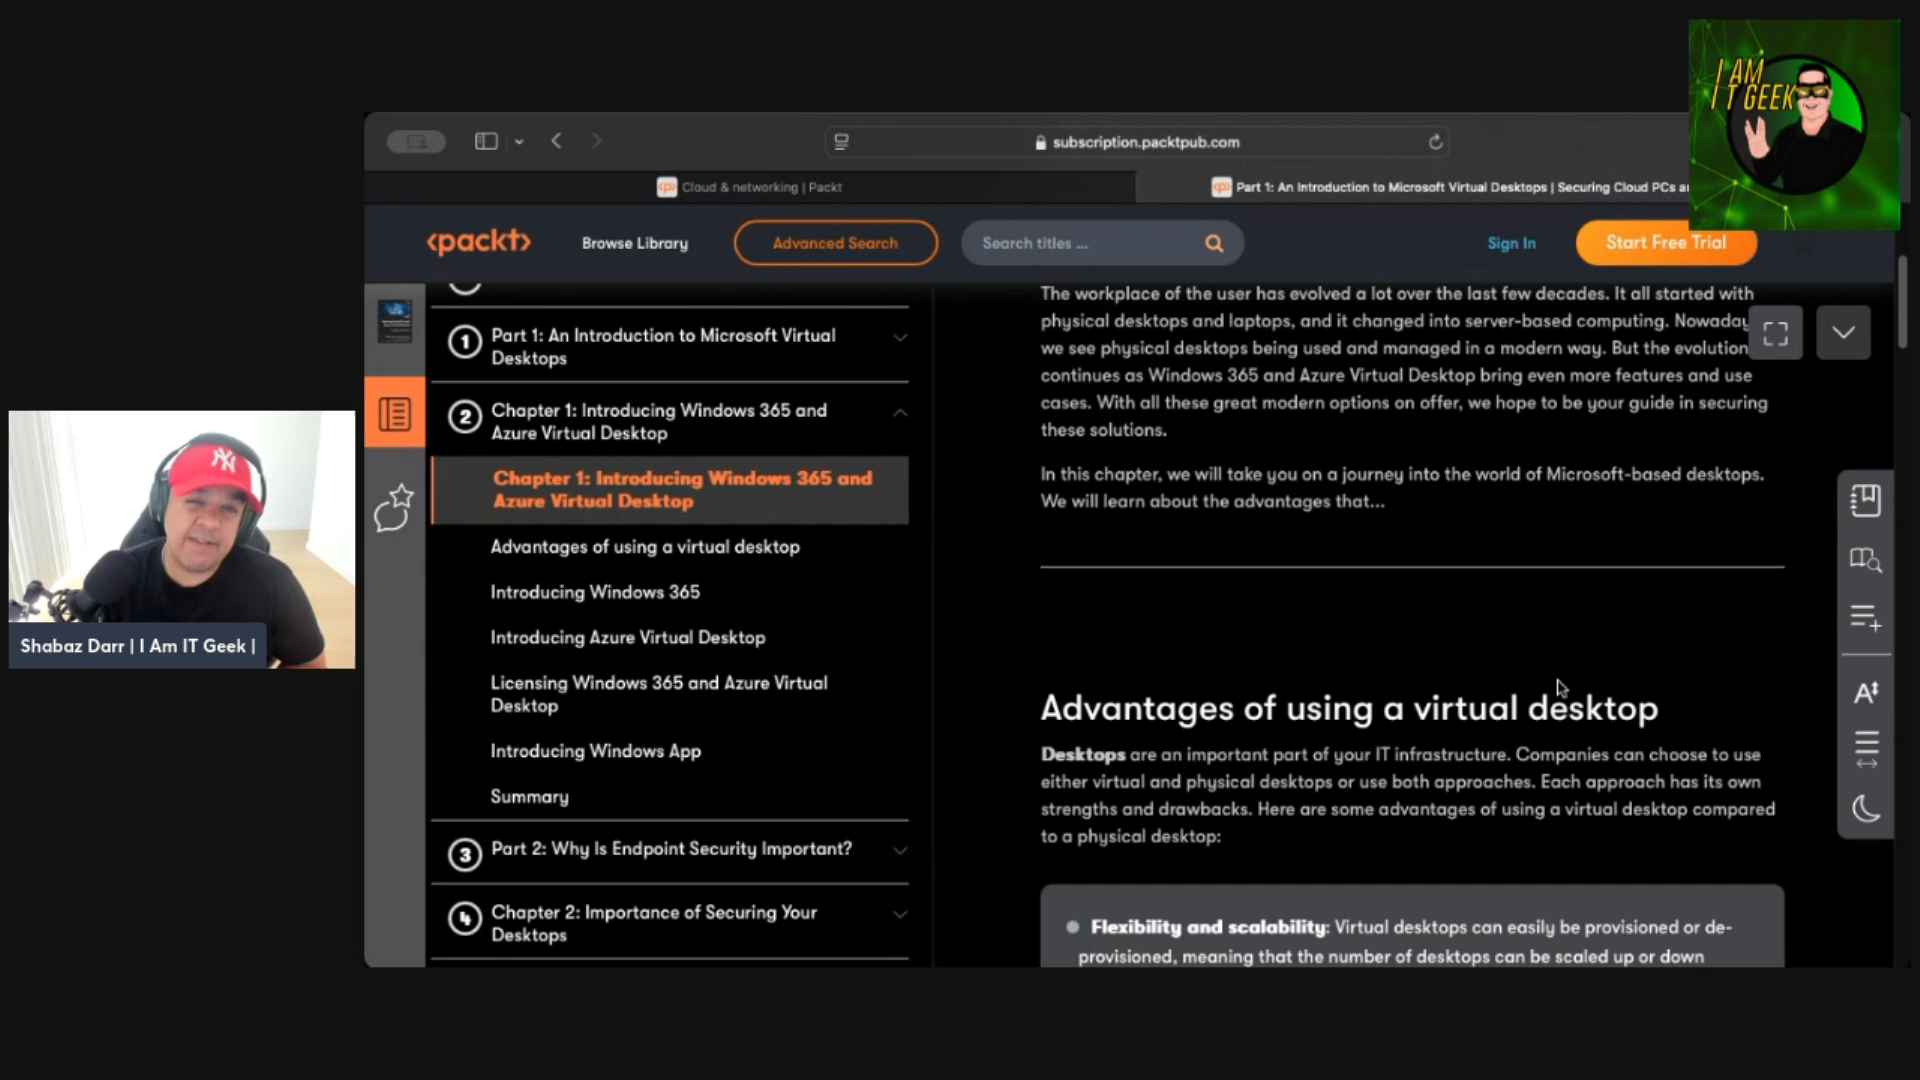 I AM
IT GEEK
subscription.packtpub.com
Cloud & networking | Packt
Part 1: An Introduction to Microsoft Virtual Desktops | Securing Cloud PCs
<packt>
Browse Library
Advanced Search
Search titles ...
Sign In
Start Free Trial
1 Part 1: An Introduction to Microsoft Virtual
Desktops
2 Chapter 1: Introducing Windows 365 and
Azure Virtual Desktop
Chapter 1: Introducing Windows 365 and
Azure Virtual Desktop
Advantages of using a virtual desktop
Introducing Windows 365
Introducing Azure Virtual Desktop
Licensing Windows 365 and Azure Virtual
Desktop
Introducing Windows App
Summary
3 Part 2: Why Is Endpoint Security Important?
4 Chapter 2: Importance of Securing Your
Desktops
The workplace of the user has evolved a lot over the last few decades. It all started with
physical desktops and laptops, and it changed into server-based computing. Nowaday
we see physical desktops being used and managed in a modern way. But the evolution
continues as Windows 365 and Azure Virtual Desktop bring even more features and use
cases. With all these great modern options on offer, we hope to be your guide in securing
these solutions.
In this chapter, we will take you on a journey into the world of Microsoft-based desktops.
We will learn about the advantages that...
Advantages of using a virtual desktop
Desktops are an important part of your IT infrastructure. Companies can choose to use
either virtual and physical desktops or use both approaches. Each approach has its own
strengths and drawbacks. Here are some advantages of using a virtual desktop compared
to a physical desktop:
Flexibility and scalability: Virtual desktops can easily be provisioned or de-
provisioned, meaning that the number of desktops can be scaled up or down
Shabaz Darr | I Am IT Geek |
NY